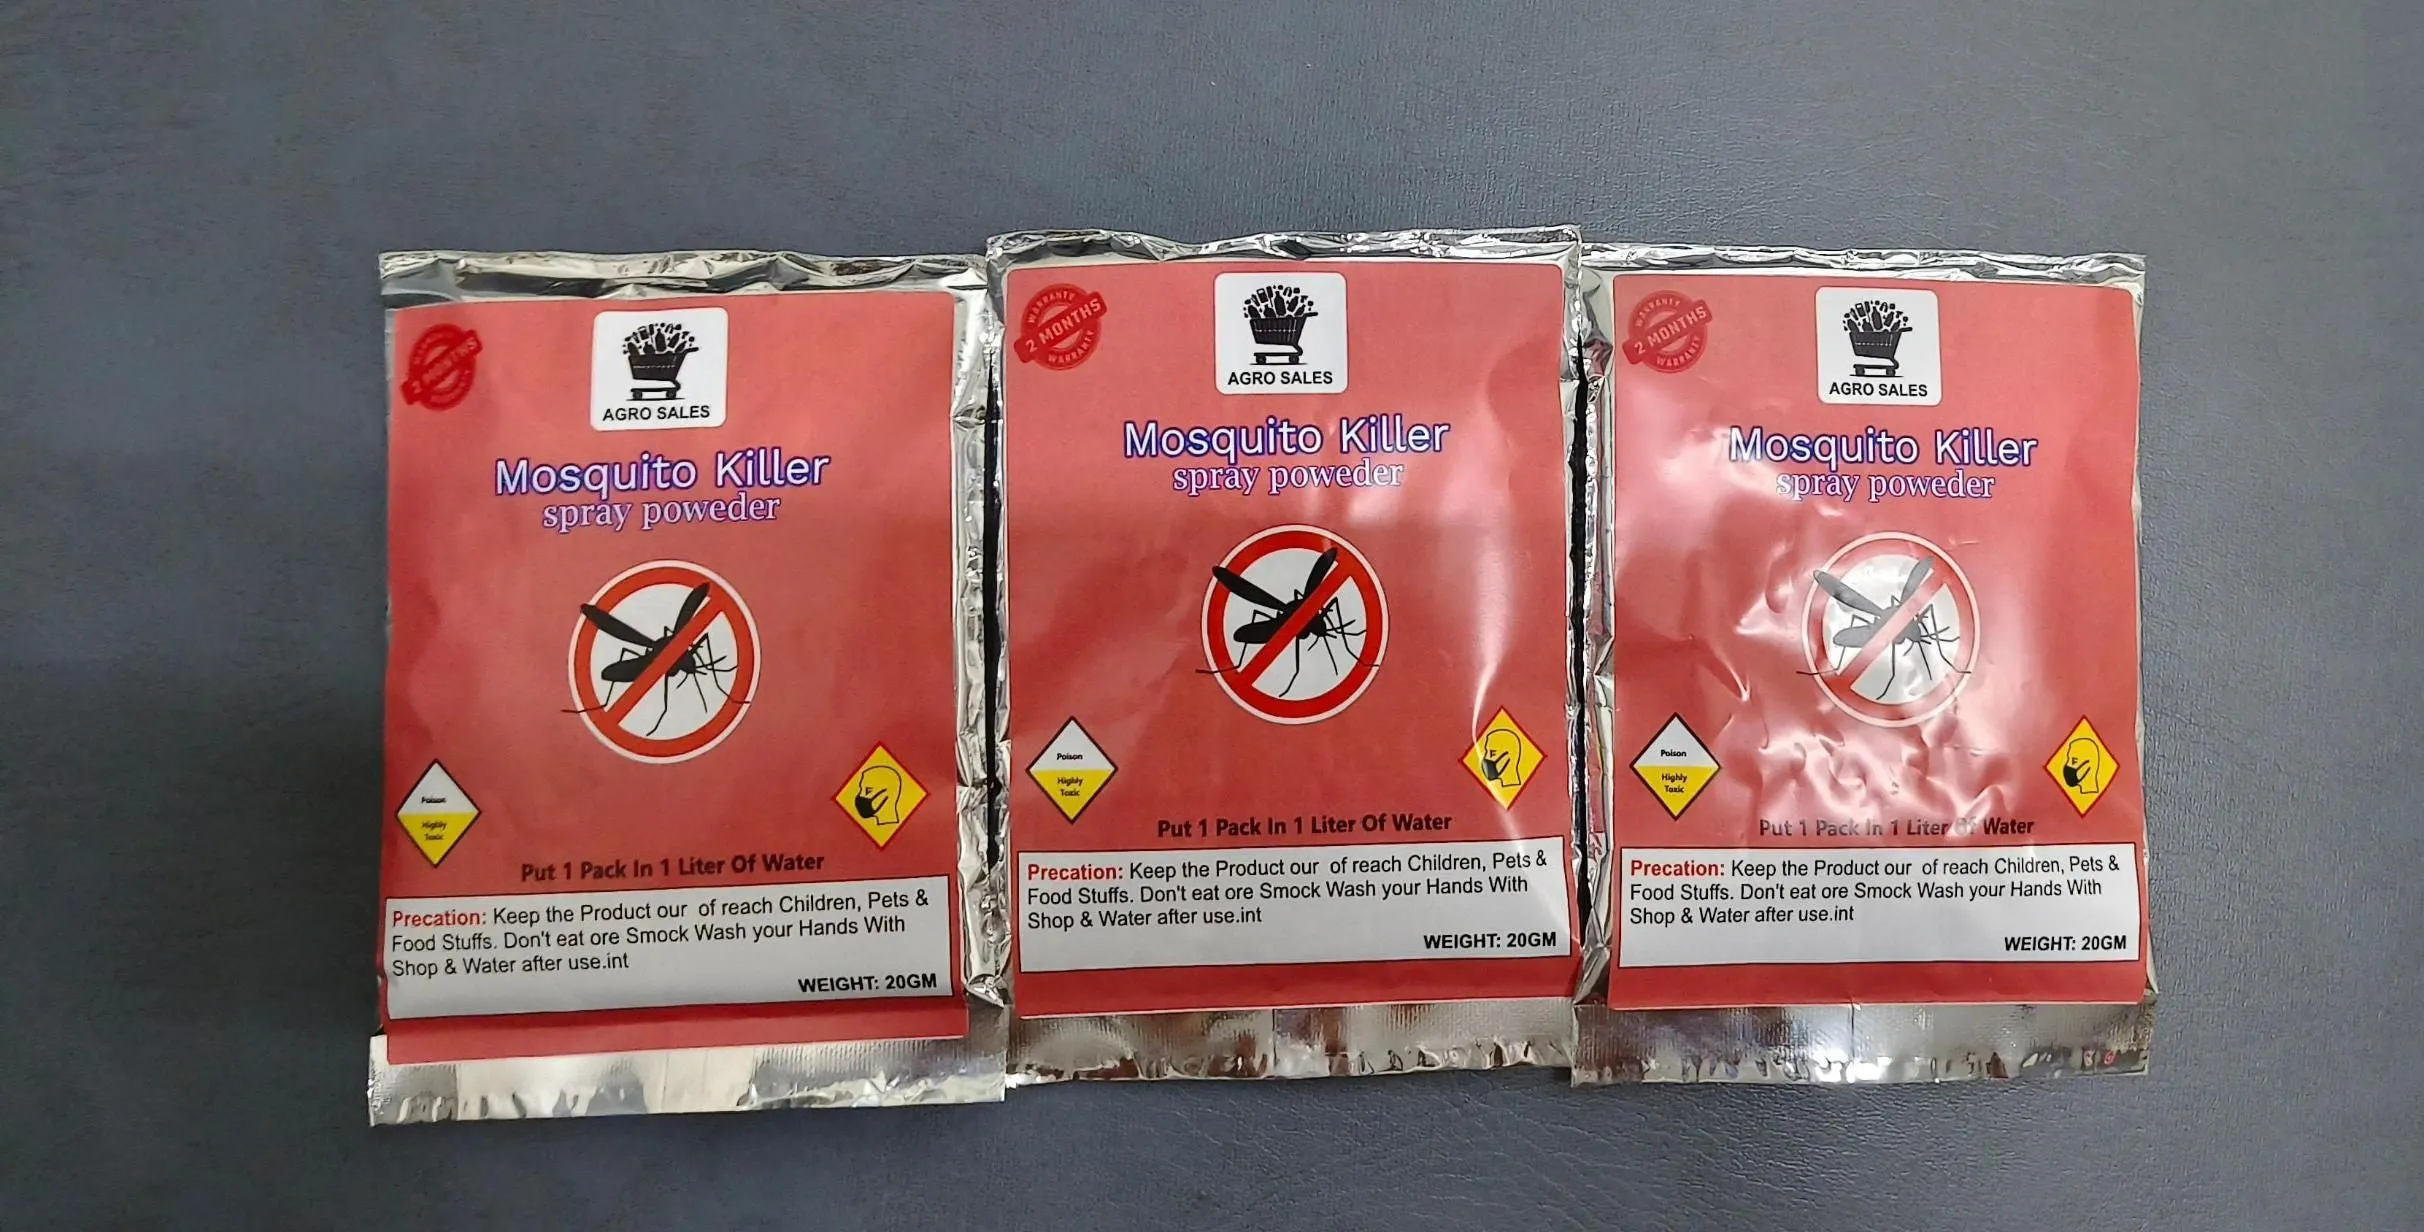 WARRANTY
2 MONTHS
AGRO SALES
Mosquito Killer
spray poweder
Poison
Highly
Toxic
Put 1 Pack In 1 Liter Of Water
Precation: Keep the Product our of reach Children, Pets &
Food Stuffs. Don't eat ore Smock Wash your Hands With
Shop & Water after use.int
WEIGHT: 20GM
WARRANTY
2 MONTHS
WARRANTY
AGRO SALES
Mosquito Killer
spray poweder
Poison
Highly
Toxic
Put 1 Pack In 1 Liter Of Water
Precation: Keep the Product our of reach Children, Pets &
Food Stuffs. Don't eat ore Smock Wash your Hands With
Shop & Water after use.int
WEIGHT: 20GM
WARRANTY
2 MONTHS
WARRANTY
AGRO SALES
Mosquito Killer
spray poweder
Poison
Highly
Toxic
Put 1 Pack In 1 Liter Of Water
Precation: Keep the Product our of reach Children, Pets &
Food Stuffs. Don't eat ore Smock Wash your Hands With
Shop & Water after use.int
WEIGHT: 20GM